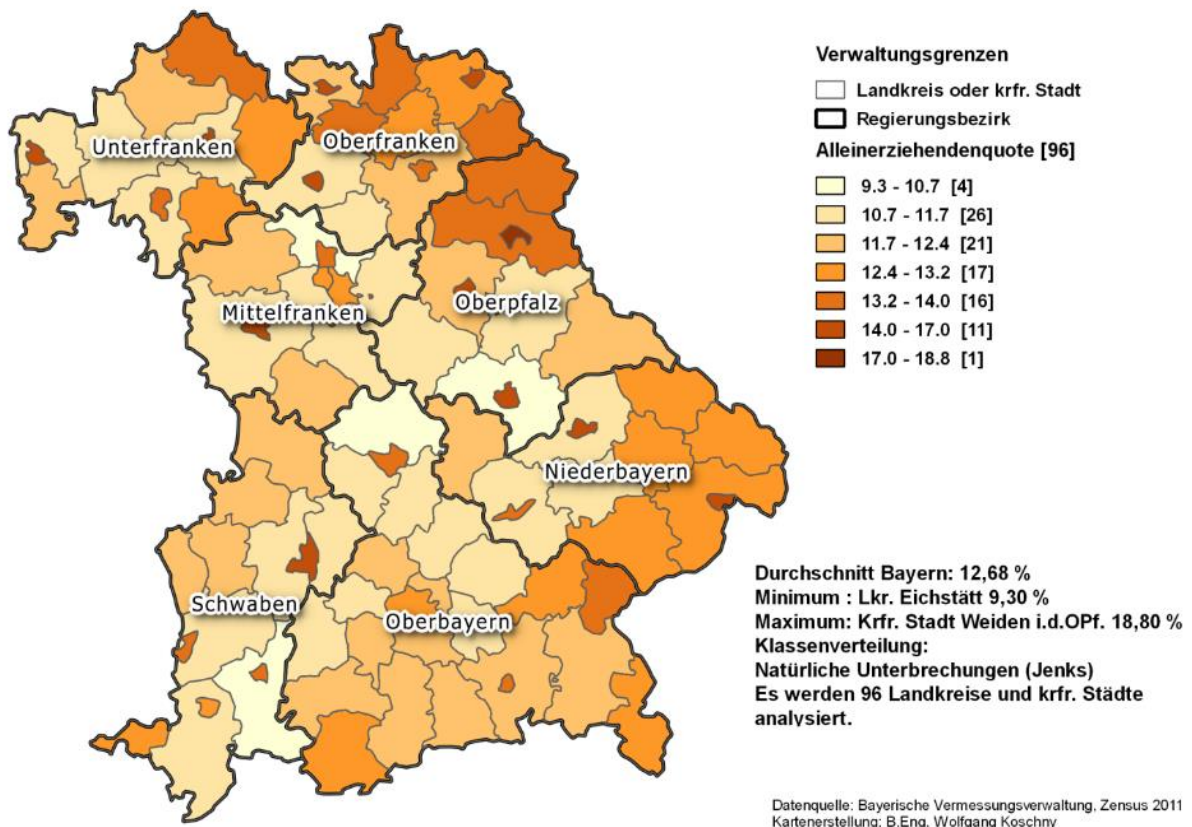 Verwaltungsgrenzen
Landkreis oder krfr. Stadt
Regierungsbezirk
Alleinerziehendenquote [96]
9.3 - 10.7 [4]
10.7 - 11.7 [26]
11.7 - 12.4 [21]
12.4 - 13.2 [17]
13.2 - 14.0 [16]
14.0 - 17.0 [11]
17.0 - 18.8 [1]
Unterfranken
Oberfranken
Mittelfranken
Oberpfalz
Niederbayern
Schwaben
Oberbayern
Durchschnitt Bayern: 12,68 %
Minimum : Lkr. Eichstätt 9,30 %
Maximum: Krfr. Stadt Weiden i.d.OPf. 18,80 %
Klassenverteilung:
Natürliche Unterbrechungen (Jenks)
Es werden 96 Landkreise und krfr. Städte
analysiert.
Datenquelle: Bayerische Vermessungsverwaltung, Zensus 2011
Kartenerstellung: B.Eng. Wolfgang Koschny